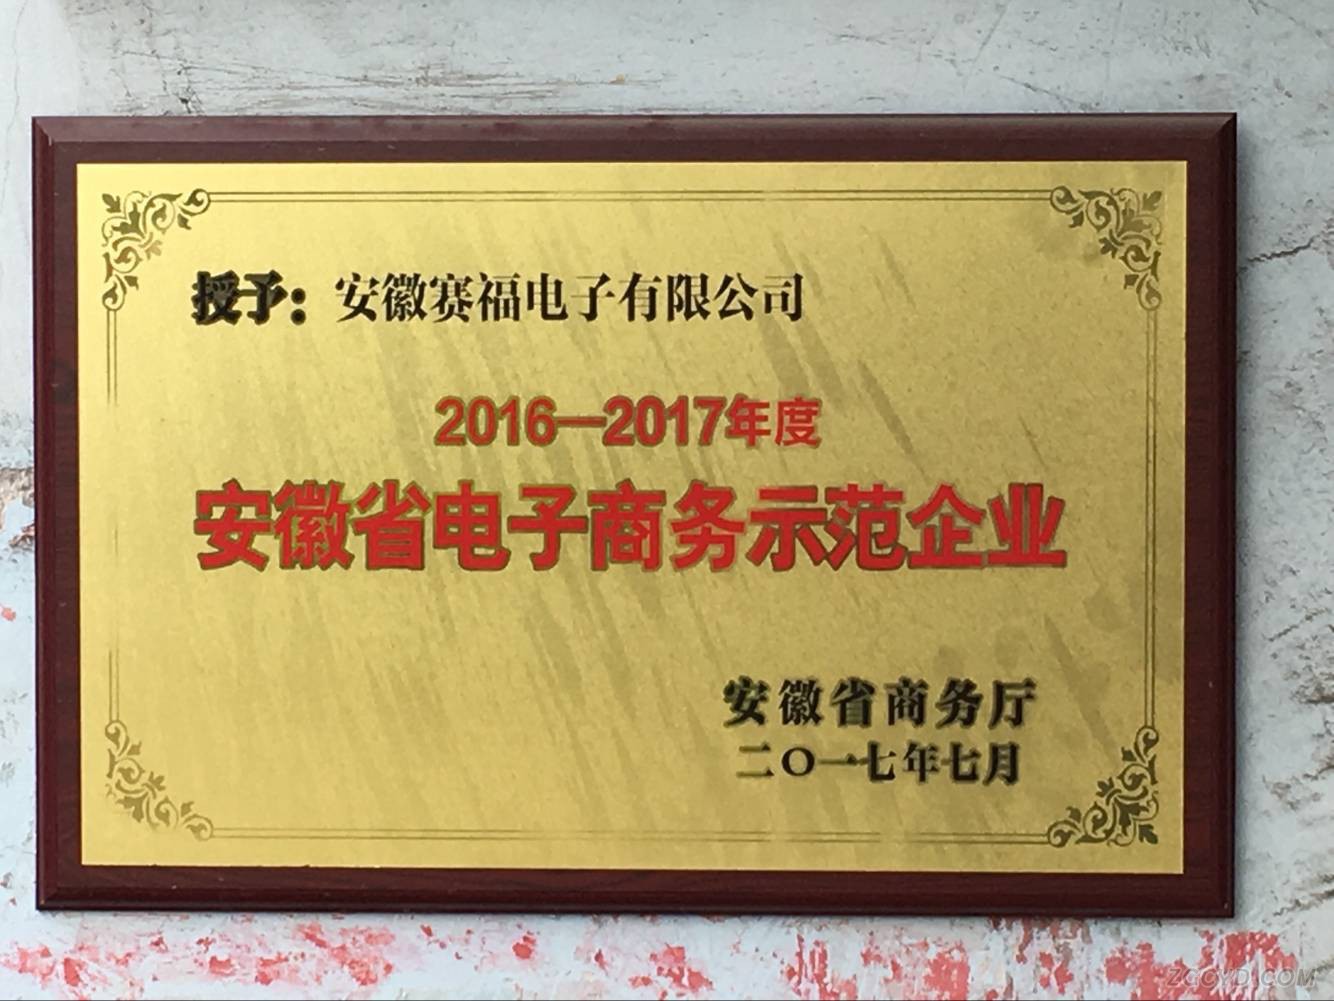 授予：安徽赛福电子有限公司
2016—2017年度
安徽省电子商务示范企业
安徽省商务厅
二〇一七年七月
ZGGYD.COM